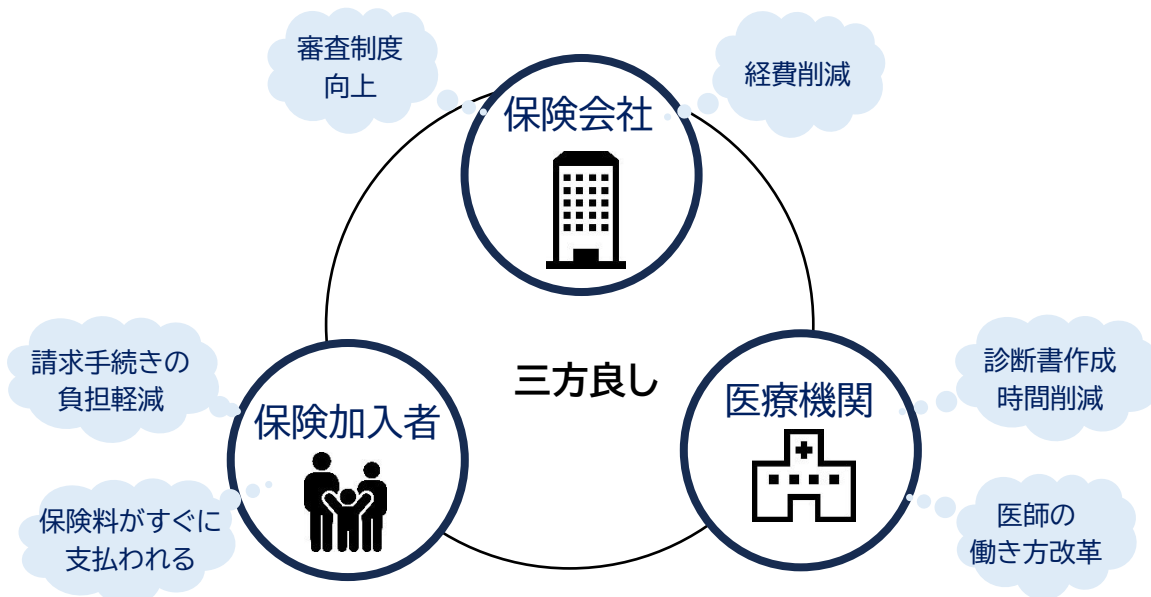 審査制度
向上
経費削減
保険会社
三方良し
請求手続きの
負担軽減
保険加入者
保険料がすぐに
支払われる
医療機関
診断書作成
時間削減
医師の
働き方改革